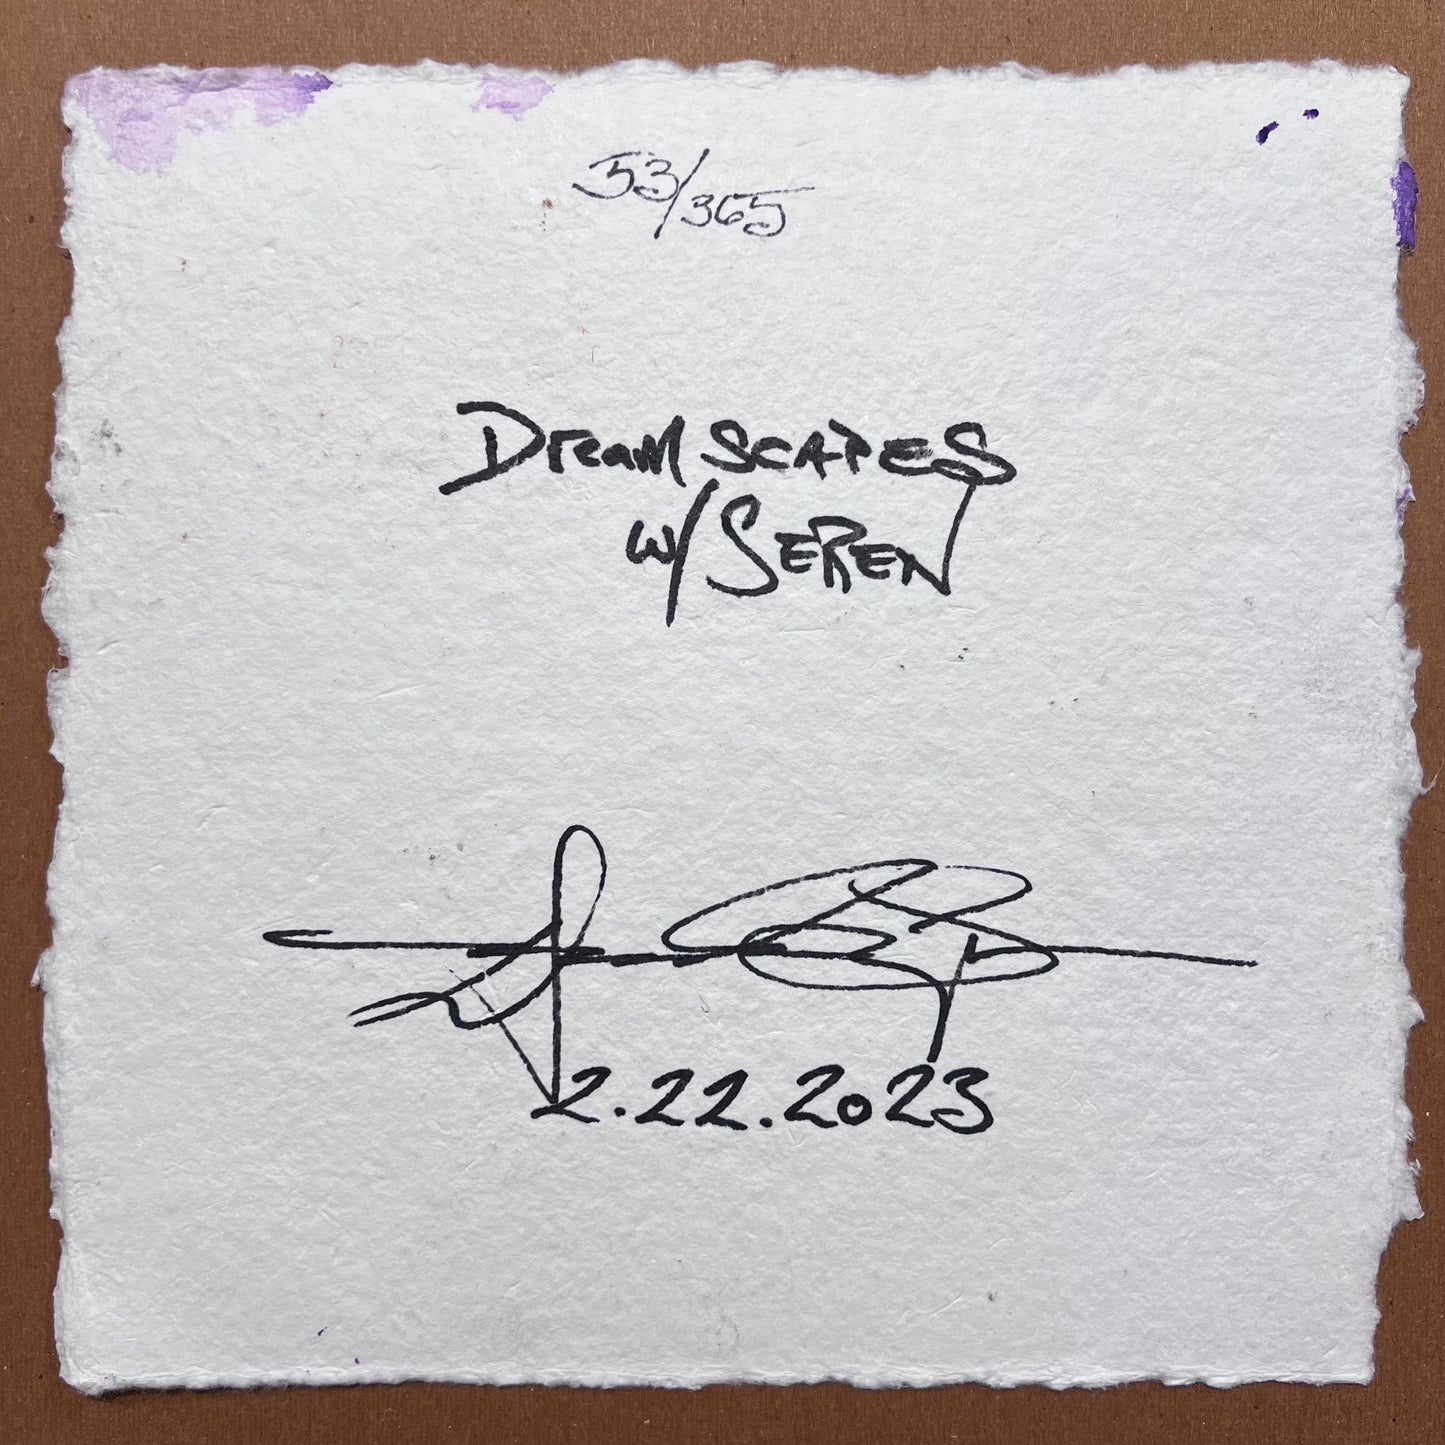 53/365
DreaM SCAPES
w/ SEREN
2.22.2023